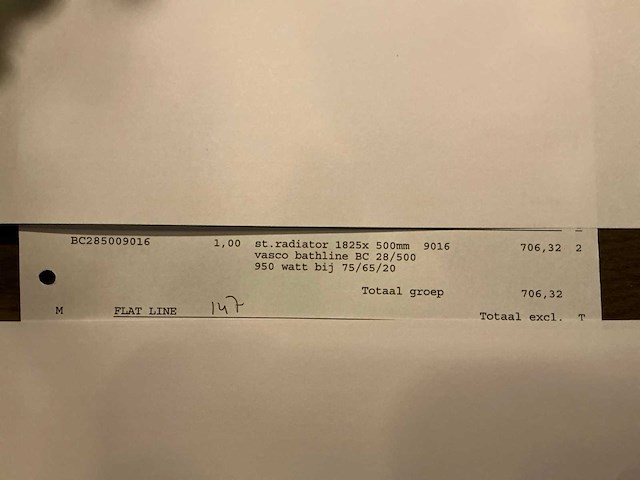 BC285009016 1,00 st.radiator 1825x 500mm 9016 706,32 2
vasco bathline BC 28/500
950 watt bij 75/65/20
Totaal groep 706,32
M FLAT LINE 147
Totaal excl. T